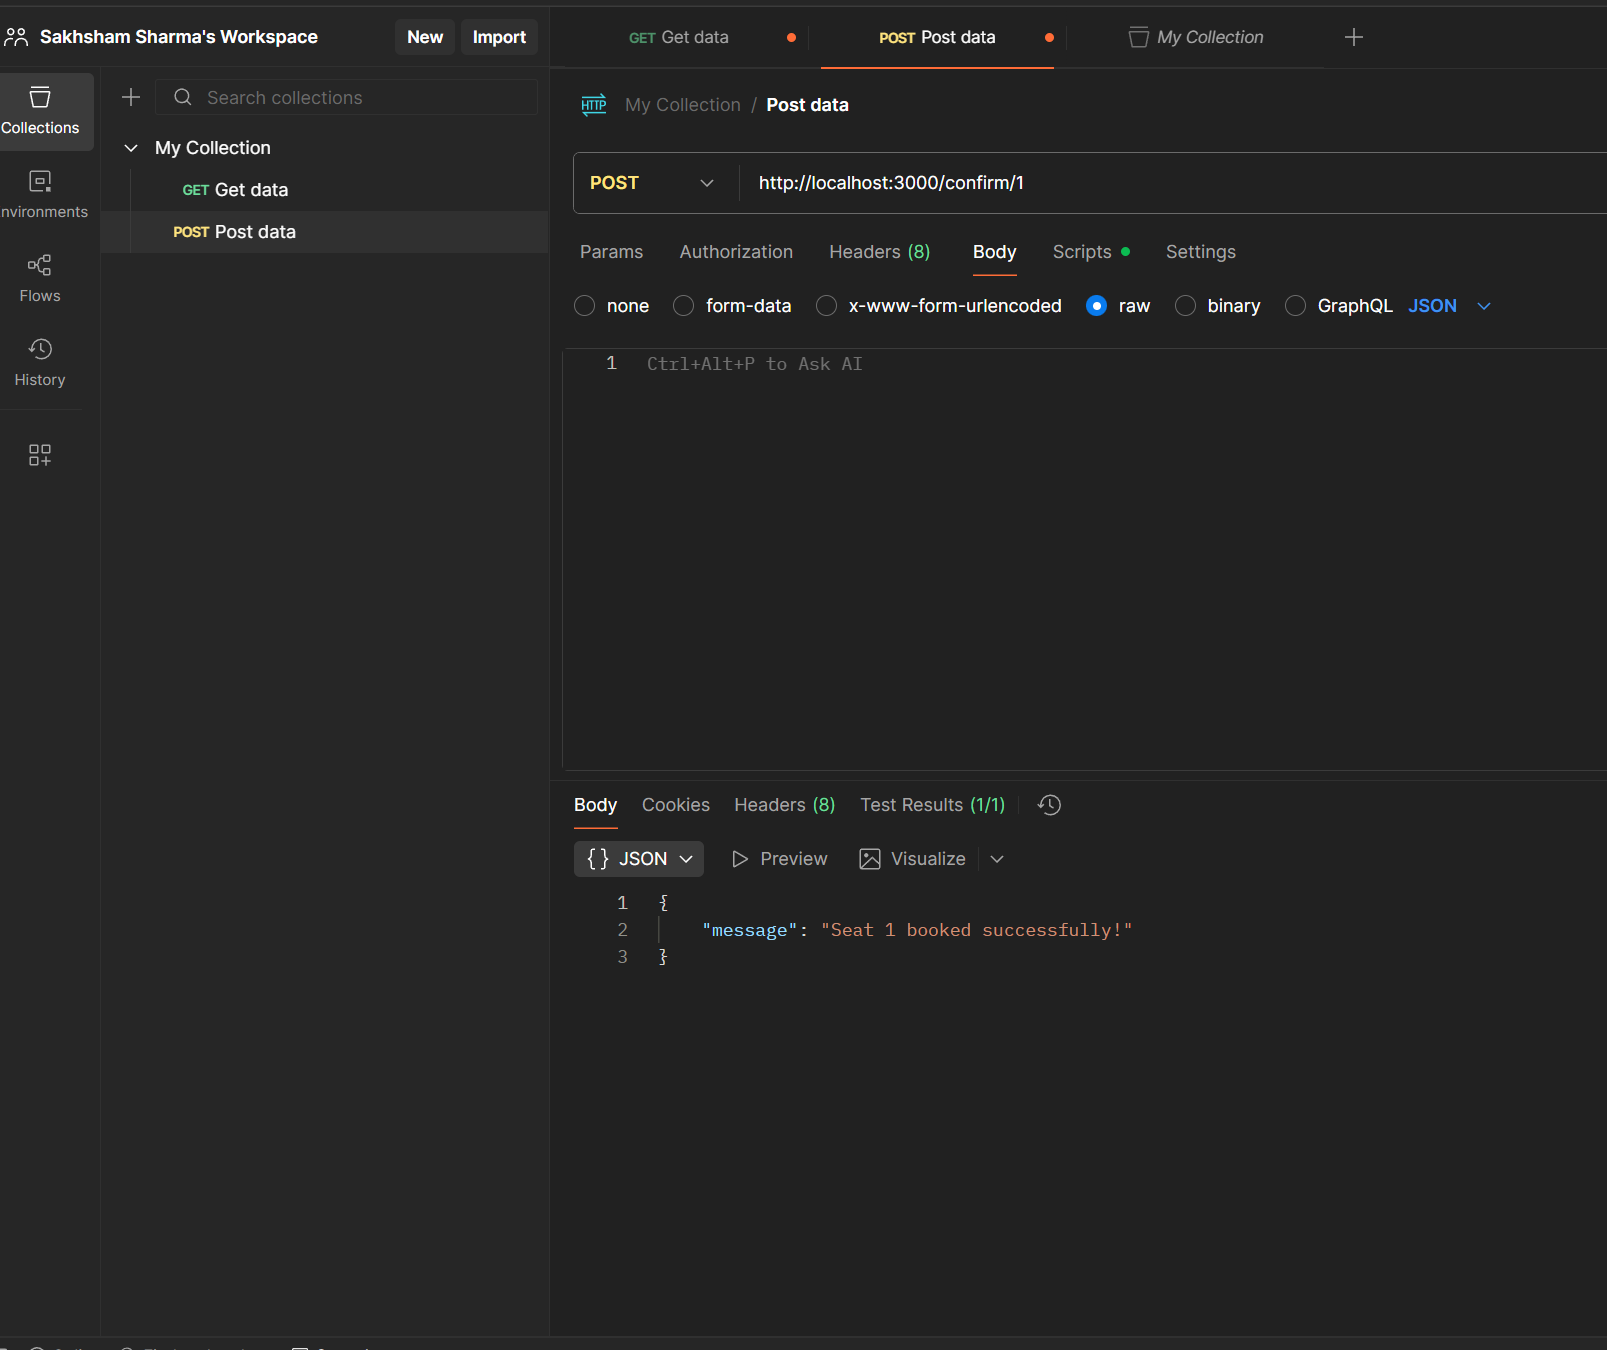 Sakhsham Sharma's Workspace
New
Import
GET Get data
POST Post data
My Collection
Collections
Search collections
My Collection
GET Get data
POST Post data
nvironments
Flows
History
HTTP
My Collection / Post data
POST
http://localhost:3000/confirm/1
Params Authorization Headers (8) Body Scripts Settings
none form-data x-www-form-urlencoded raw binary GraphQL JSON
1 Ctrl+Alt+P to Ask AI
Body Cookies Headers (8) Test Results (1/1)
{} JSON Preview Visualize
1 {
2 "message": "Seat 1 booked successfully!"
3 }